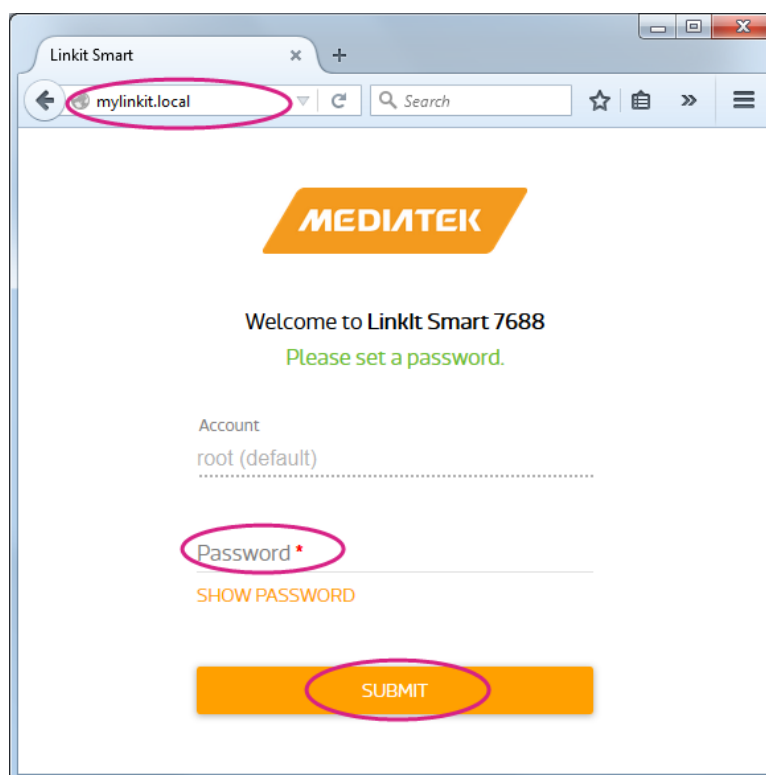 Linkit Smart
mylinkit.local
Search
MEDIATEK
Welcome to LinkIt Smart 7688
Please set a password.
Account
root (default)
Password *
SHOW PASSWORD
SUBMIT